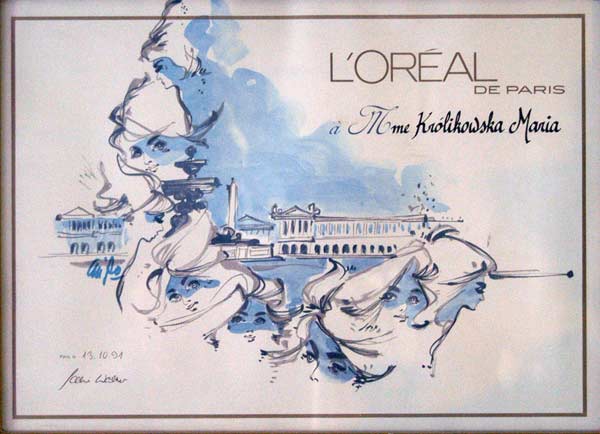 L'ORÉAL
DE PARIS
à Mme Królikowska Maria
13.10.91